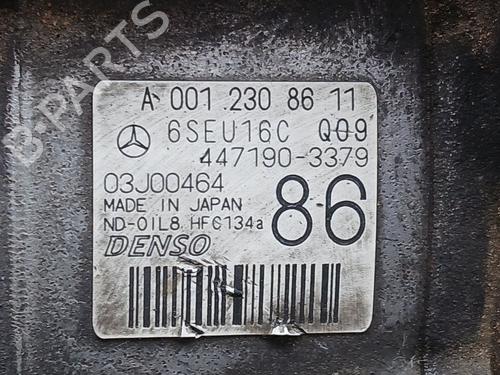 A 001 230 86 11
6SEU16C Q09
447190-3379
03J00464
MADE IN JAPAN
ND-OIL8 HFC134a
86
DENSO
B-PARTS